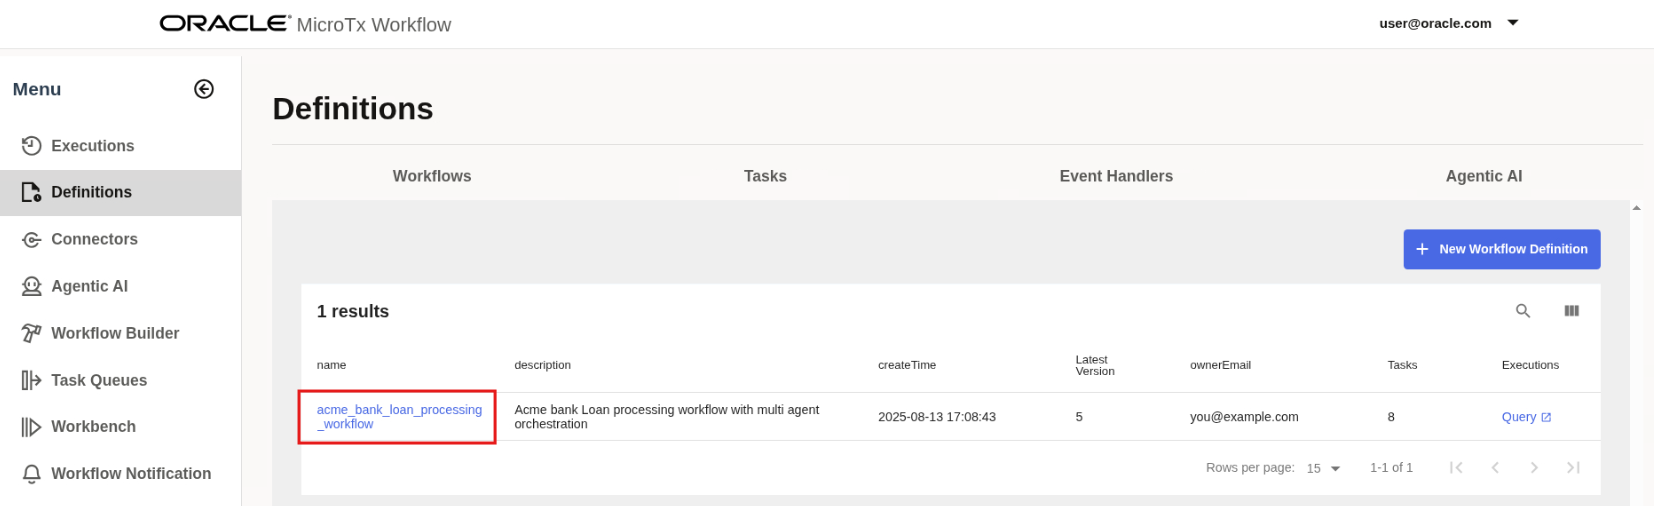 ORACLE® MicroTx Workflow
user@oracle.com
Menu
Executions
Definitions
Connectors
Agentic AI
Workflow Builder
Task Queues
Workbench
Workflow Notification
Definitions
Workflows Tasks Event Handlers Agentic AI
New Workflow Definition
1 results
name description createTime Latest Version ownerEmail Tasks Executions
acme_bank_loan_processing
_workflow
Acme bank Loan processing workflow with multi agent
orchestration
2025-08-13 17:08:43
5
you@example.com
8
Query
Rows per page: 15 1-1 of 1